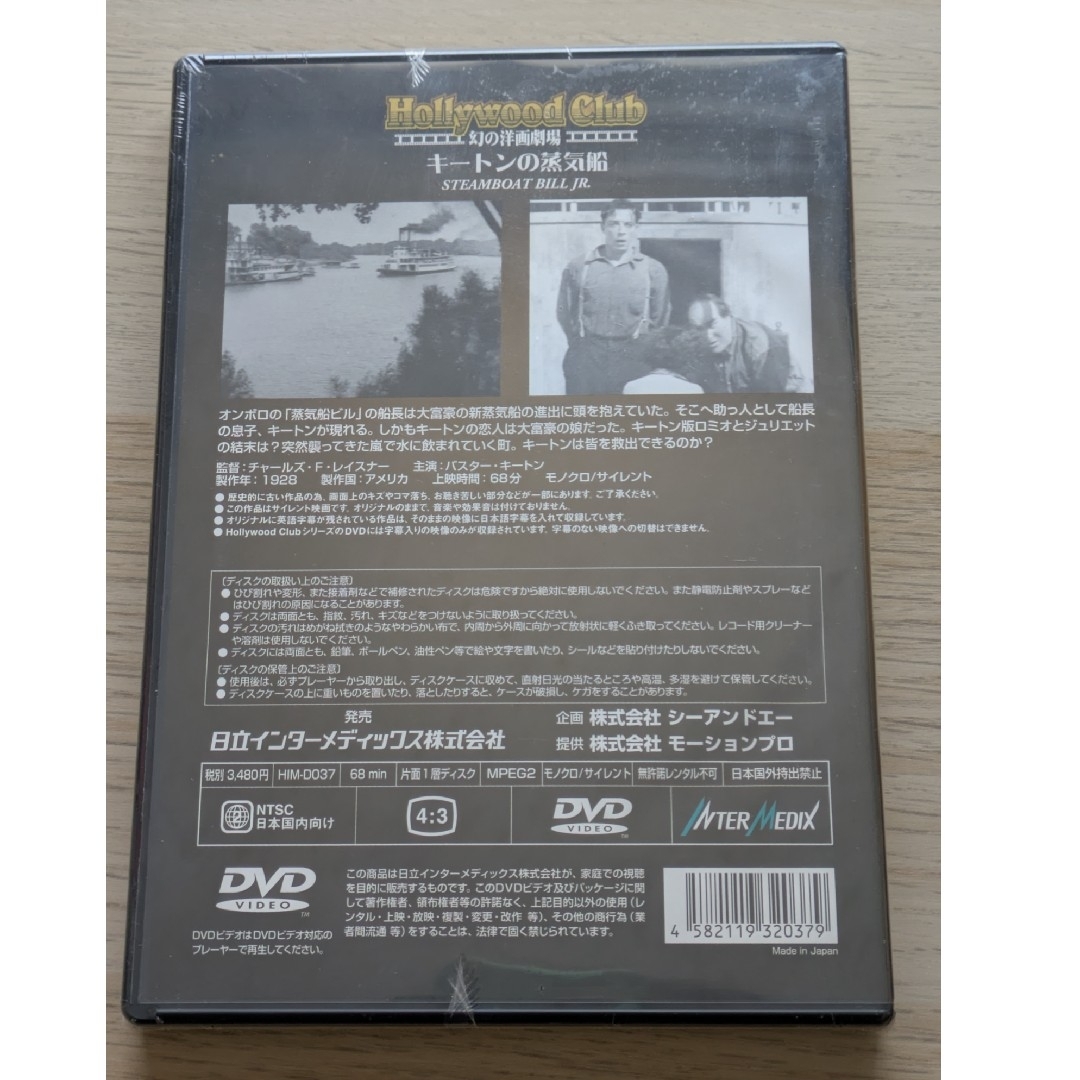 Hollywood Club
幻の洋画劇場
キートンの蒸気船
STEAMBOAT BILL JR.
オンボロの「蒸気船ビル」の船長は大富豪の新蒸気船の進出に頭を抱えていた。そこへ助っ人として船長
の息子、キートンが現れる。しかもキートンの恋人は大富豪の娘だった。キートン版ロミオとジュリエット
の結末は?突然襲ってきた嵐で水に飲まれていく町。キートンは皆を救出できるのか?
監督:チャールズ・F・レイスナー 主演:バスター・キートン
製作年:1928 製作国:アメリカ 上映時間:68分 モノクロ/サイレント
● 歴史的に古い作品の為、画面上のキズやコマ落ち、お聴き苦しい部分などが一部にあります。ご了承ください。
● この作品はサイレント映画です。オリジナルのままで、音楽や効果音は付けておりません。
● オリジナルに英語字幕が残されている作品は、そのままの映像に日本語字幕を入れて収録しています。
● Hollywood ClubシリーズのDVDには字幕入りの映像のみが収録されています。字幕のない映像への切替はできません。
〔ディスクの取扱い上のご注意〕
● ひび割れや変形、また接着剤などで補修されたディスクは危険ですから絶対に使用しないでください。また静電防止剤やスプレーなど
はひび割れの原因になることがあります。
● ディスクは両面とも、指紋、汚れ、キズなどをつけないように取り扱ってください。
● ディスクの汚れはめがね拭きのようなやわらかい布で、内周から外周に向かって放射状に軽くふき取ってください。レコード用クリーナー
や溶剤は使用しないでください。
● ディスクには両面とも、鉛筆、ボールペン、油性ペン等で絵や文字を書いたり、シールなどを貼り付けたりしないでください。
〔ディスクの保管上のご注意〕
● 使用後は、必ずプレーヤーから取り出し、ディスクケースに収めて、直射日光の当たるところや高温、多湿を避けて保管してください。
● ディスクケースの上に重いものを置いたり、落としたりすると、ケースが破損し、ケガをすることがあります。
発売
日立インターメディックス株式会社
企画 株式会社 シーアンドエー
提供 株式会社 モーションプロ
税別 3,480円 HIM-D037 68 min 片面1層ディスク MPEG2 モノクロ/サイレント 無許諾レンタル不可 日本国外持出禁止
2 NTSC
日本国内向け
4:3
DVD
VIDEO
TM
INTER MEDIX
DVD
VIDEO
TM
DVDビデオはDVDビデオ対応の
プレーヤーで再生してください。
この商品は日立インターメディックス株式会社が、家庭での視聴
を目的に販売するものです。このDVDビデオ及びパッケージに関
して著作権者、頒布権者等の許諾なく、上記目的以外の使用(レ
ンタル・上映・放映・複製・変更・改作 等)、その他の商行為(業
者間流通 等)をすることは、法律で固く禁じられています。
4 582119 320379
Made in Japan